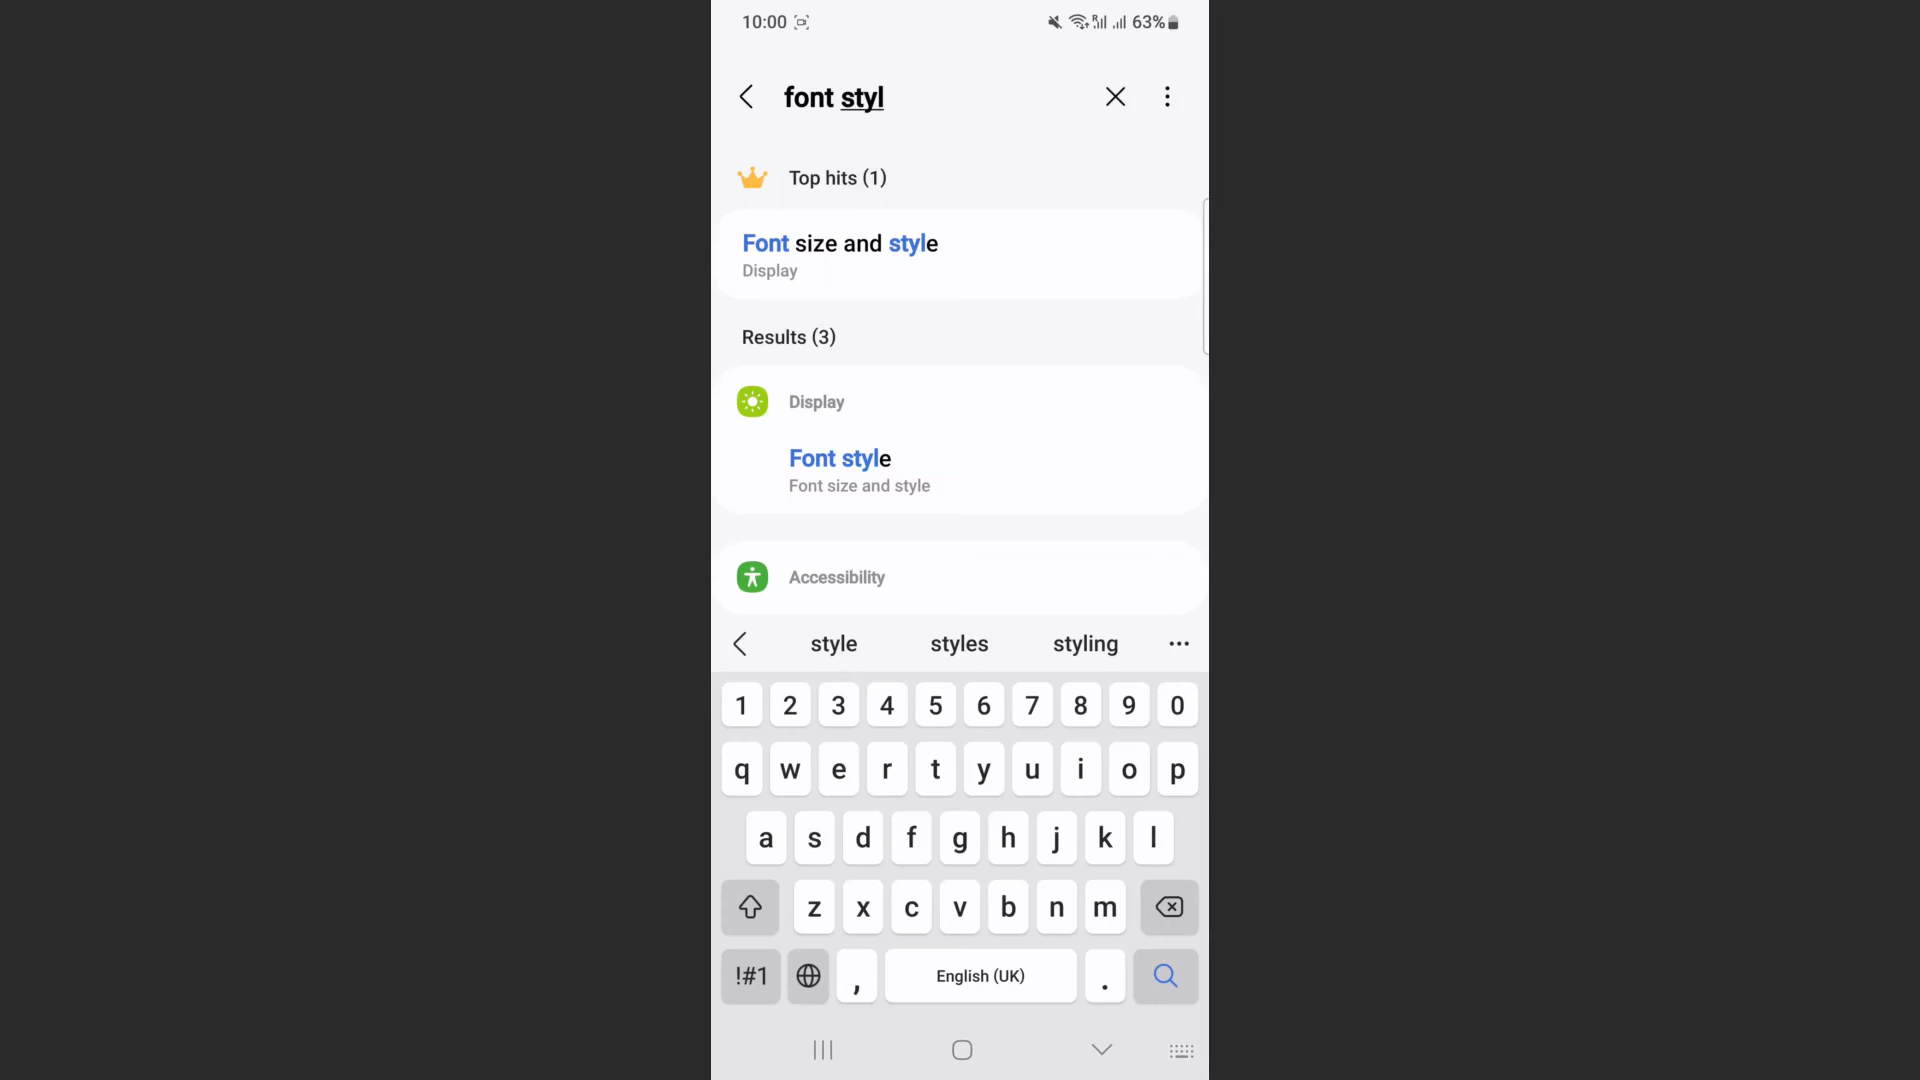 10:00 63%
font styl
Top hits (1)
Font size and style
Display
Results (3)
Display
Font style
Font size and style
Accessibility
style styles styling
1 2 3 4 5 6 7 8 9 0
q w e r t y u i o p
a s d f g h j k l
z x c v b n m
!#1 , English (UK) .